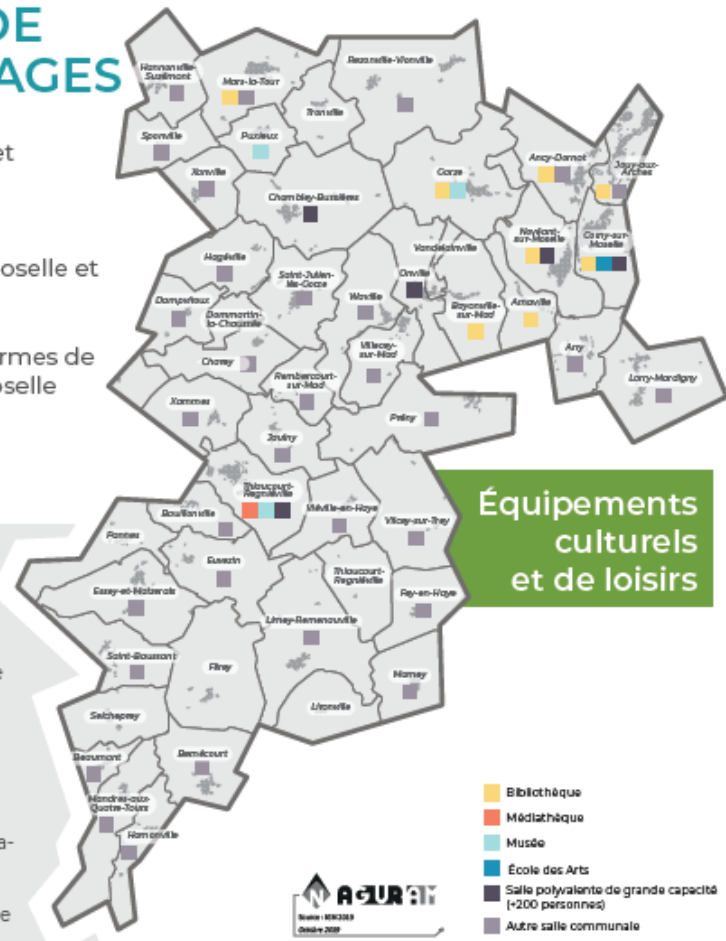 DE
AGES
et
oselle et
rmes de
oselle
a-
e
Hannonville-
Suzémont
Mars-la-Tour
Rezonville-Vionville
Tronville
Sponville
Puxieux
Xonville
Chambley-Bussières
Gorze
Ancy-Dornot
Jouy-aux-
Arches
Novéant-
sur-Moselle
Corny-sur-
Moselle
Hagéville
Saint-Julien-
lès-Gorze
Vandelainville
Onville
Waville
Bayonville-
sur-Mad
Arnaville
Dampvitoux
Dommartin-
la-Chaussée
Charey
Villecey-
sur-Mad
Arry
Lorry-Mardigny
Rembercourt-
sur-Mad
Xammes
Jaulny
Prény
Thiaucourt-
Regniéville
Bouillonville
Viéville-en-Haye
Vilcey-sur-Trey
Pannes
Euvezin
Thiaucourt-
Regniéville
Essey-et-Maizerais
Fey-en-Haye
Limey-Remenauville
Saint-Baussant
Flirey
Mamey
Lironville
Seicheprey
Beaumont
Bernécourt
Mandres-aux-
Quatre-Tours
Hamonville
Équipements
culturels
et de loisirs
Bibliothèque
Médiathèque
Musée
École des Arts
Salle polyvalente de grande capacité
(+200 personnes)
Autre salle communale
AGURAM
Octobre 2019